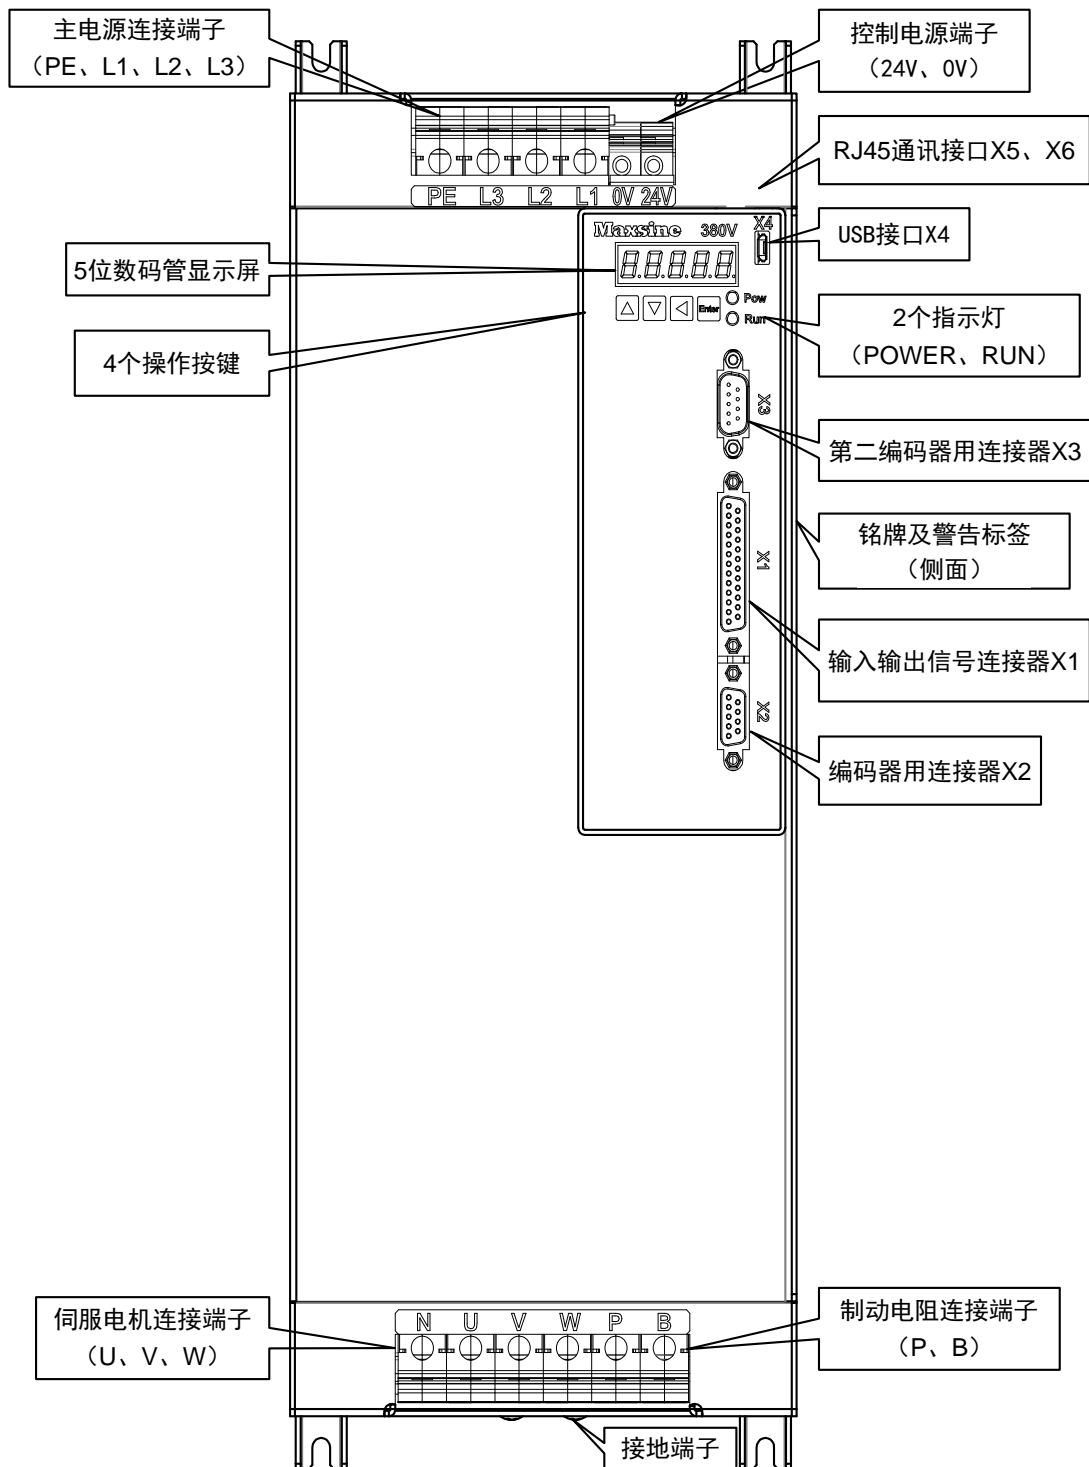 主电源连接端子
（PE、L1、L2、L3）
控制电源端子
（24V、0V）
RJ45通讯接口X5、X6
PE L3 L2 L1 0V 24V
Maxsine 380V X4
USB接口X4
5位数码管显示屏
8.8.8.8.8.
Enter
Pow
Run
2个指示灯
（POWER、RUN）
4个操作按键
X3
第二编码器用连接器X3
铭牌及警告标签
（侧面）
X1
输入输出信号连接器X1
X2
编码器用连接器X2
伺服电机连接端子
（U、V、W）
N U V W P B
制动电阻连接端子
（P、B）
接地端子